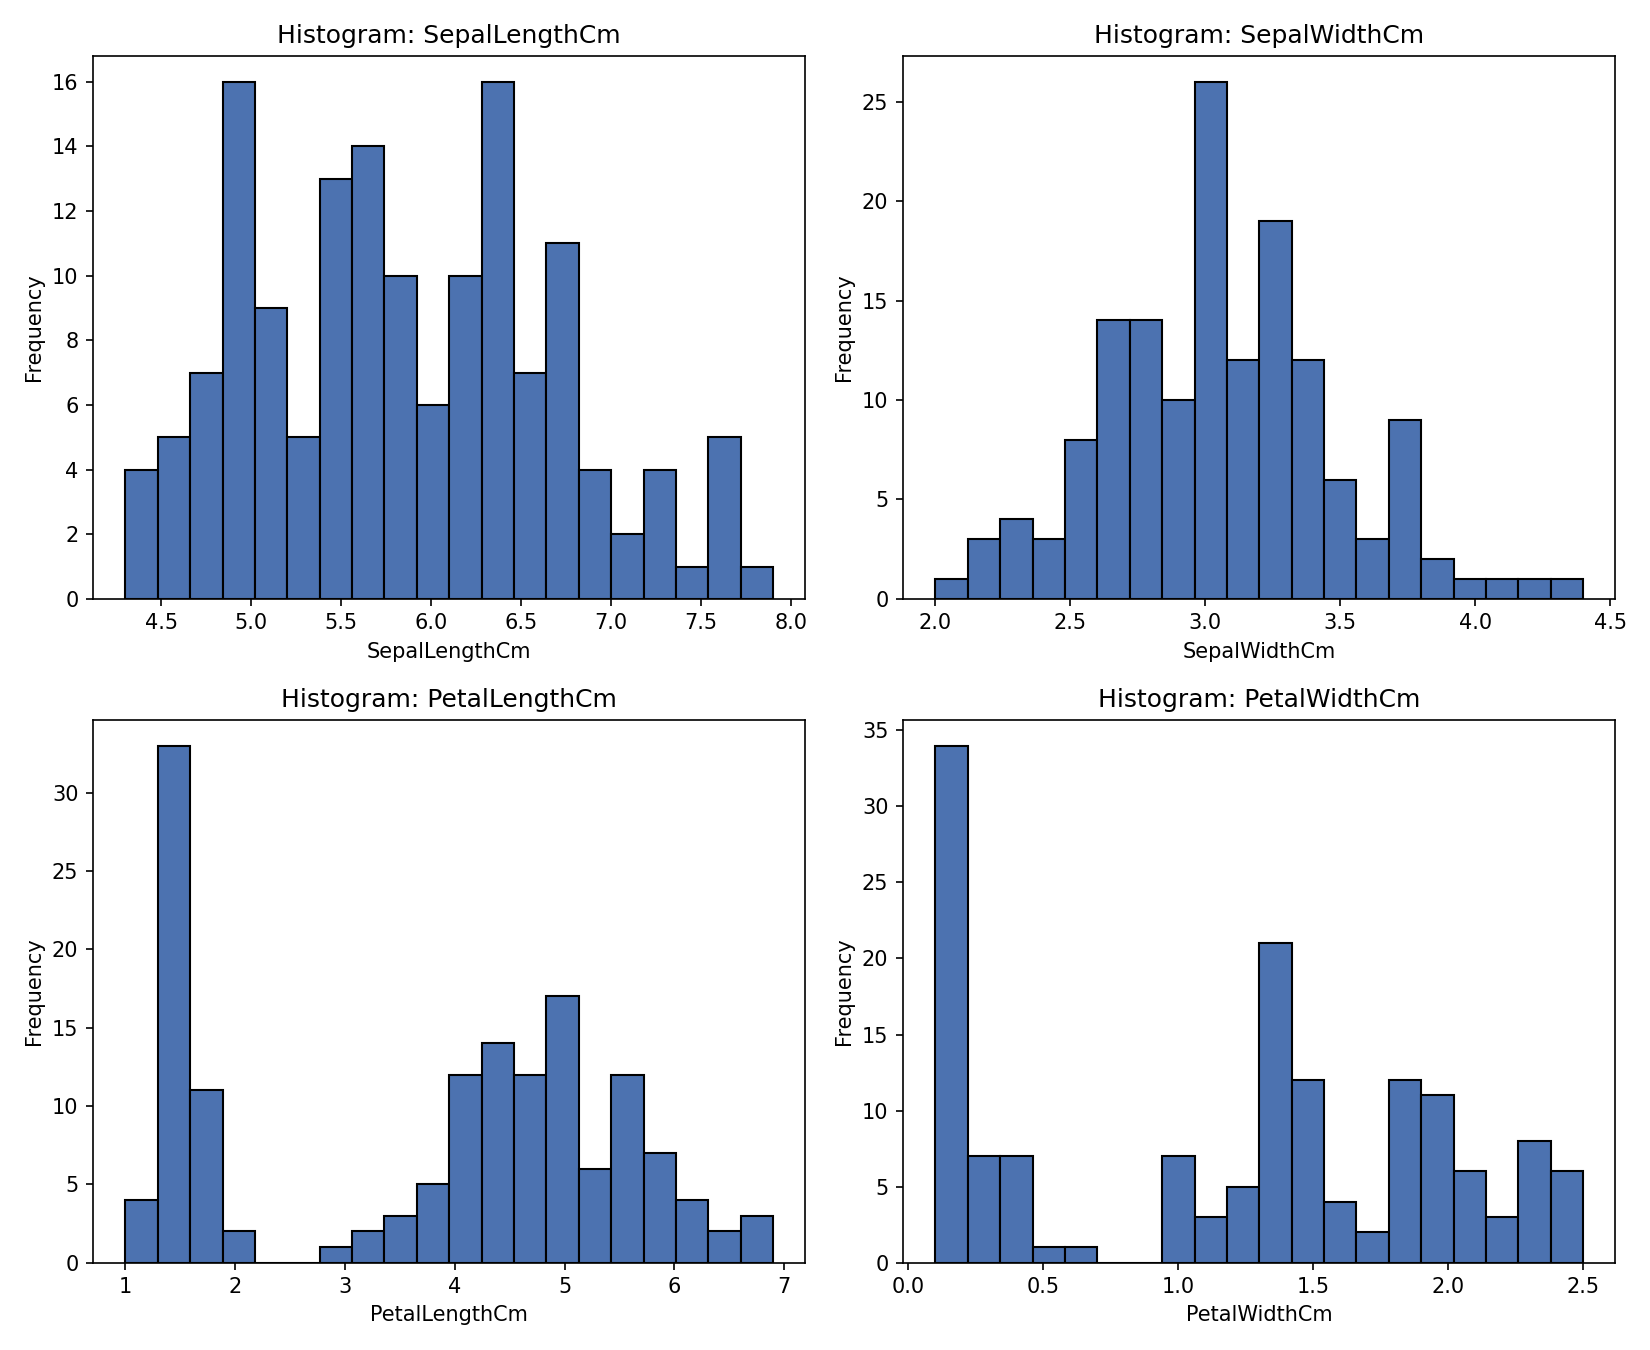 Histogram: SepalLengthCm
Frequency
16
14
12
10
8
6
4
2
0
4.5 5.0 5.5 6.0 6.5 7.0 7.5 8.0
SepalLengthCm
Histogram: SepalWidthCm
Frequency
25
20
15
10
5
0
2.0 2.5 3.0 3.5 4.0 4.5
SepalWidthCm
Histogram: PetalLengthCm
Frequency
30
25
20
15
10
5
0
1 2 3 4 5 6 7
PetalLengthCm
Histogram: PetalWidthCm
Frequency
35
30
25
20
15
10
5
0
0.0 0.5 1.0 1.5 2.0 2.5
PetalWidthCm